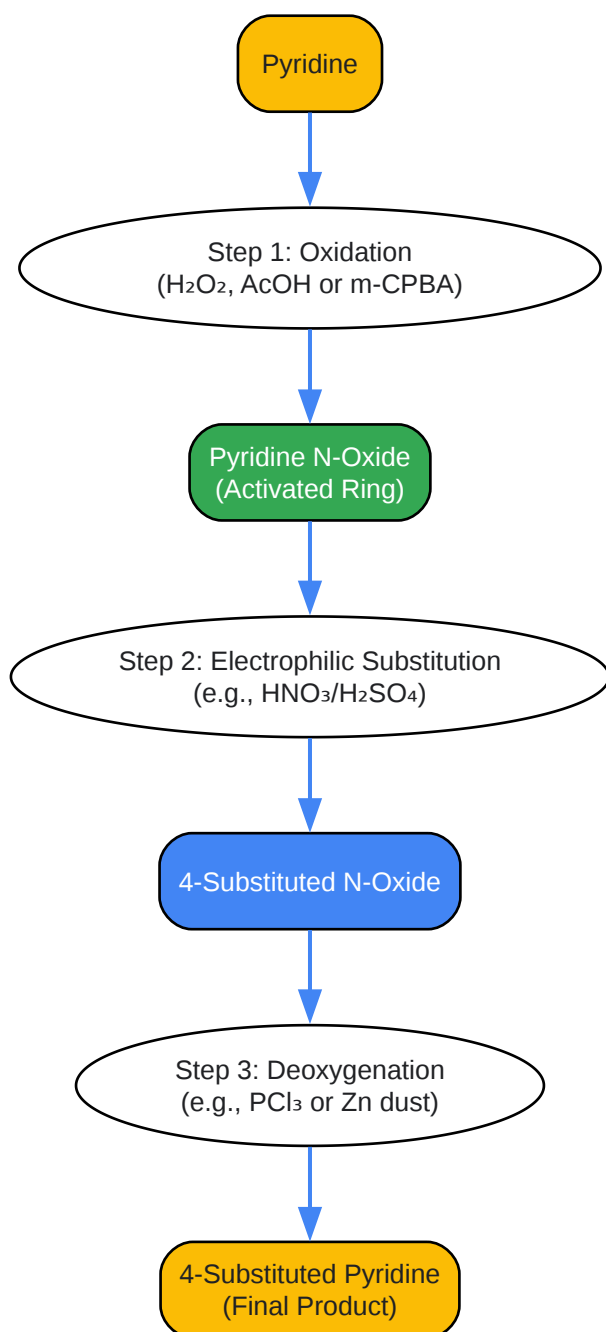 Pyridine
Step 1: Oxidation
(H₂O₂, AcOH or m-CPBA)
Pyridine N-Oxide
(Activated Ring)
Step 2: Electrophilic Substitution
(e.g., HNO₃/H₂SO₄)
4-Substituted N-Oxide
Step 3: Deoxygenation
(e.g., PCl₃ or Zn dust)
4-Substituted Pyridine
(Final Product)